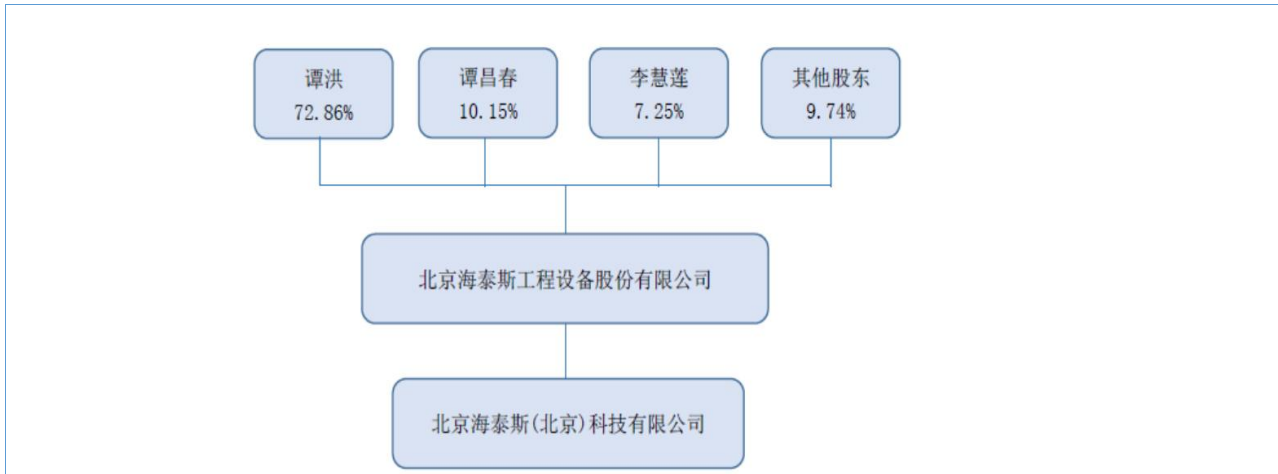 谭洪
72.86%
谭昌春
10.15%
李慧莲
7.25%
其他股东
9.74%
北京海泰斯工程设备股份有限公司
北京海泰斯(北京)科技有限公司